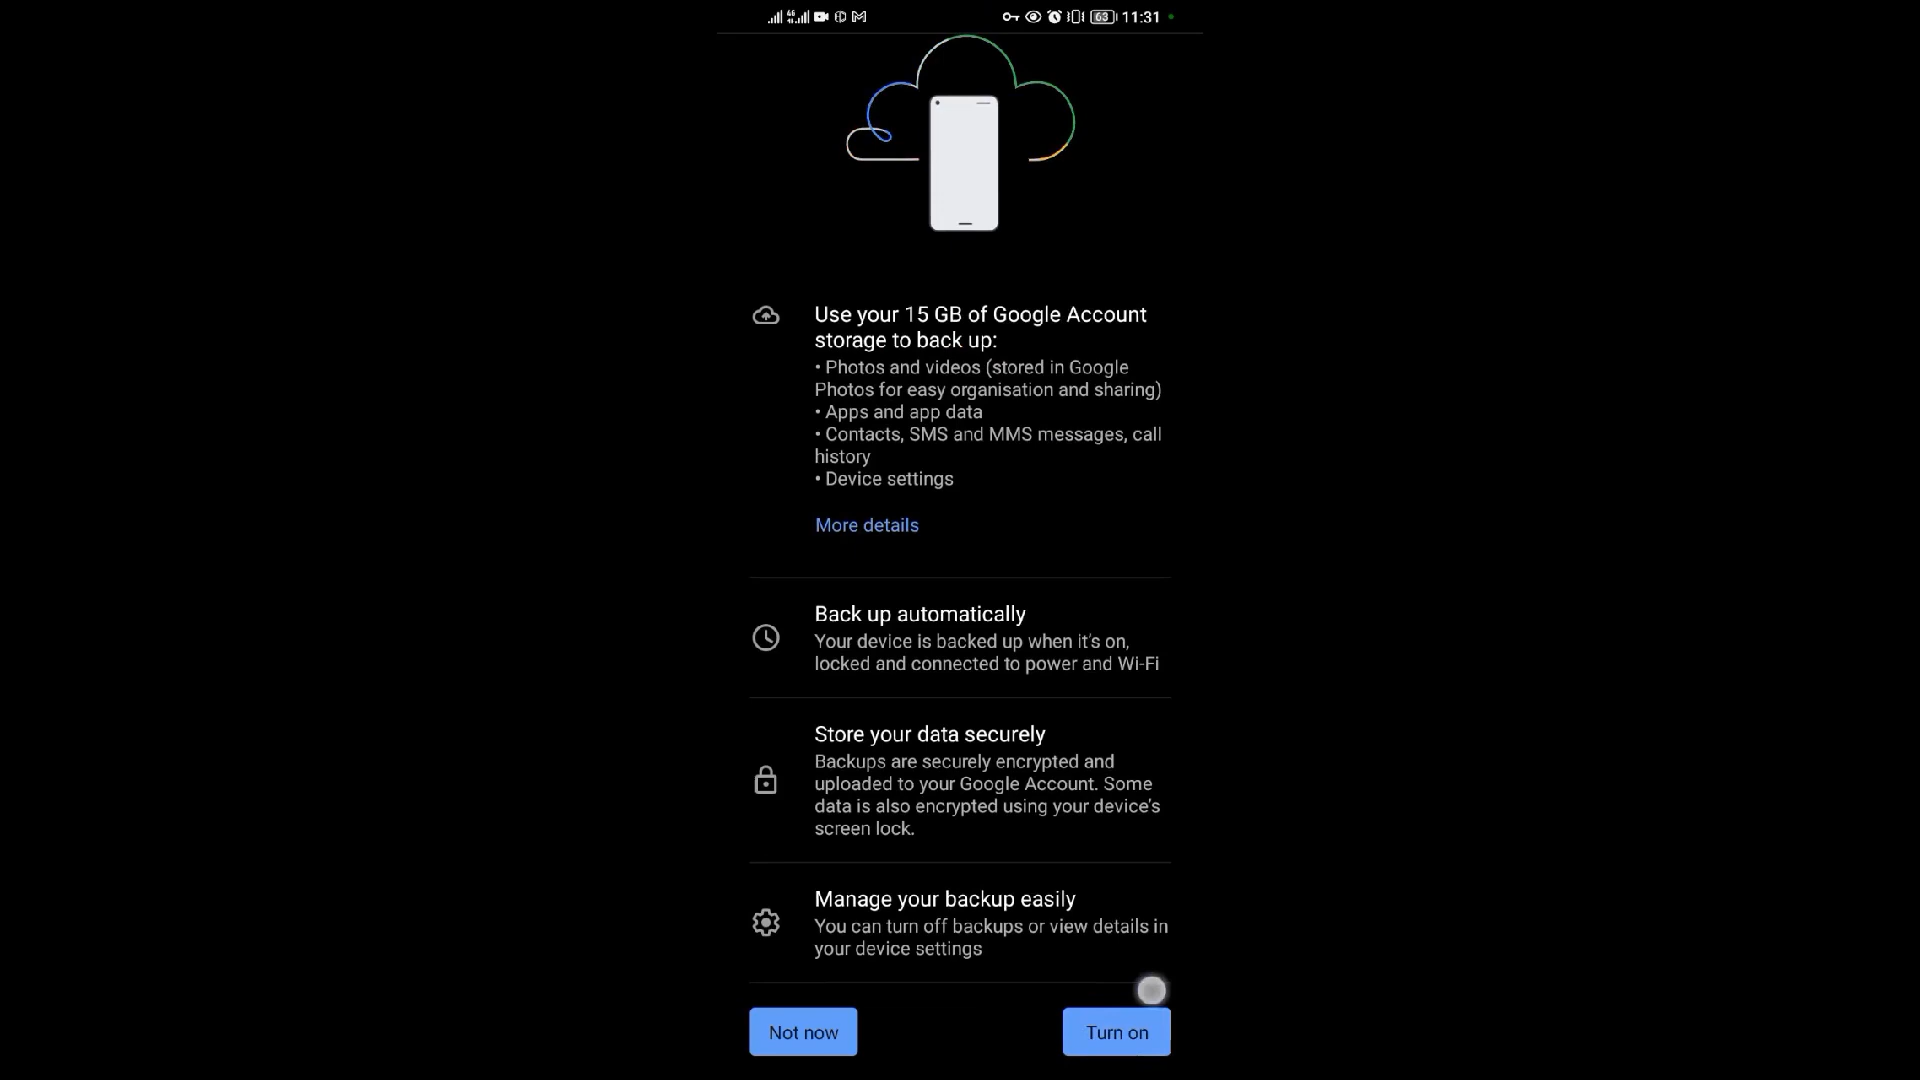 4G 63 11:31
Use your 15 GB of Google Account
storage to back up:
• Photos and videos (stored in Google
Photos for easy organisation and sharing)
• Apps and app data
• Contacts, SMS and MMS messages, call
history
• Device settings
More details
Back up automatically
Your device is backed up when it's on,
locked and connected to power and Wi-Fi
Store your data securely
Backups are securely encrypted and
uploaded to your Google Account. Some
data is also encrypted using your device's
screen lock.
Manage your backup easily
You can turn off backups or view details in
your device settings
Not now Turn on